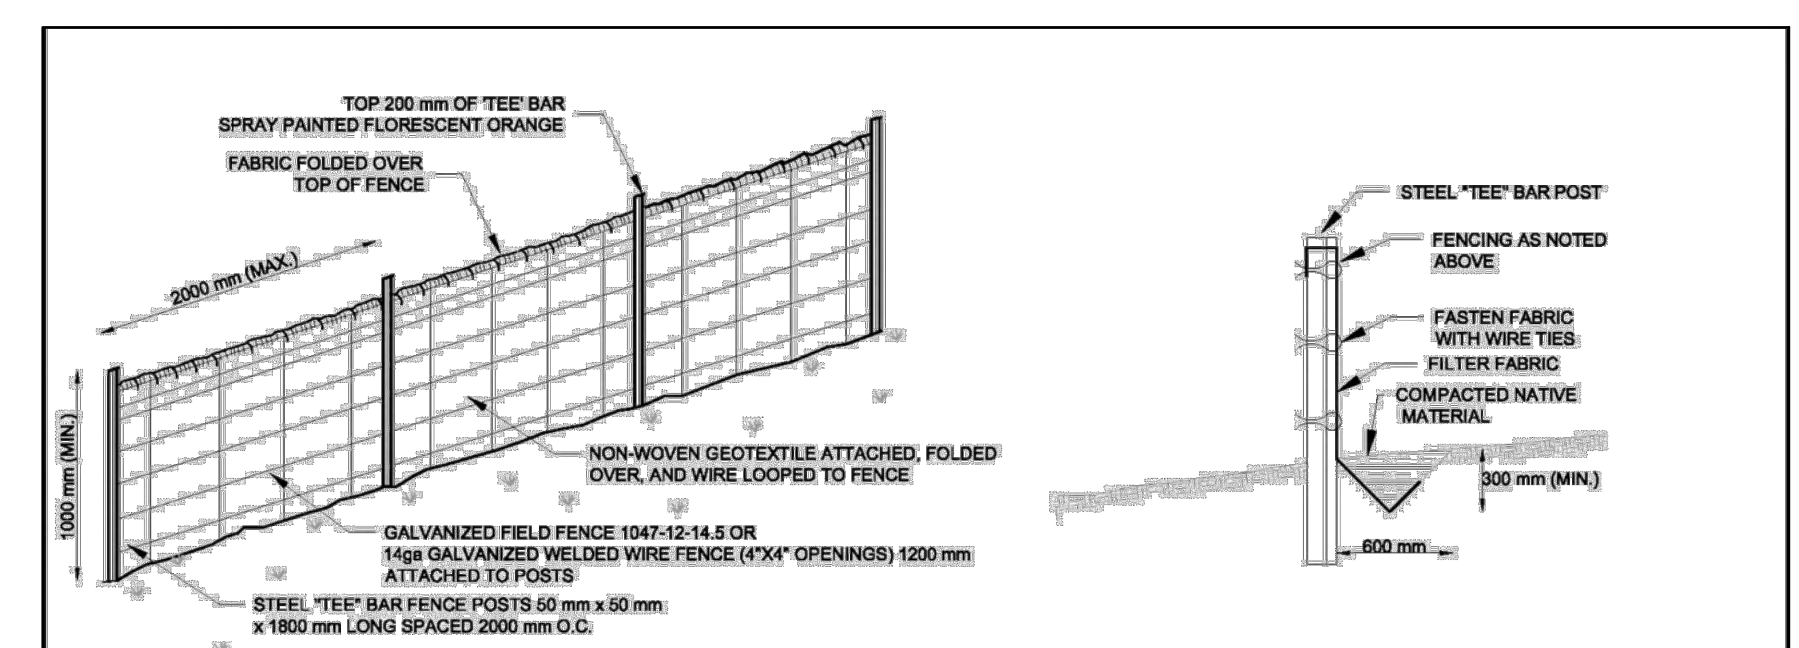 TOP 200 mm OF 'TEE' BAR
SPRAY PAINTED FLORESCENT ORANGE
FABRIC FOLDED OVER
TOP OF FENCE
2000 mm (MAX.)
1000 mm (MIN.)
NON-WOVEN GEOTEXTILE ATTACHED, FOLDED
OVER, AND WIRE LOOPED TO FENCE
GALVANIZED FIELD FENCE 1047-12-14.5 OR
14ga GALVANIZED WELDED WIRE FENCE (4"X4" OPENINGS) 1200 mm
ATTACHED TO POSTS
STEEL "TEE" BAR FENCE POSTS 50 mm x 50 mm
x 1800 mm LONG SPACED 2000 mm O.C.
STEEL "TEE" BAR POST
FENCING AS NOTED
ABOVE
FASTEN FABRIC
WITH WIRE TIES
FILTER FABRIC
COMPACTED NATIVE
MATERIAL
300 mm (MIN.)
600 mm